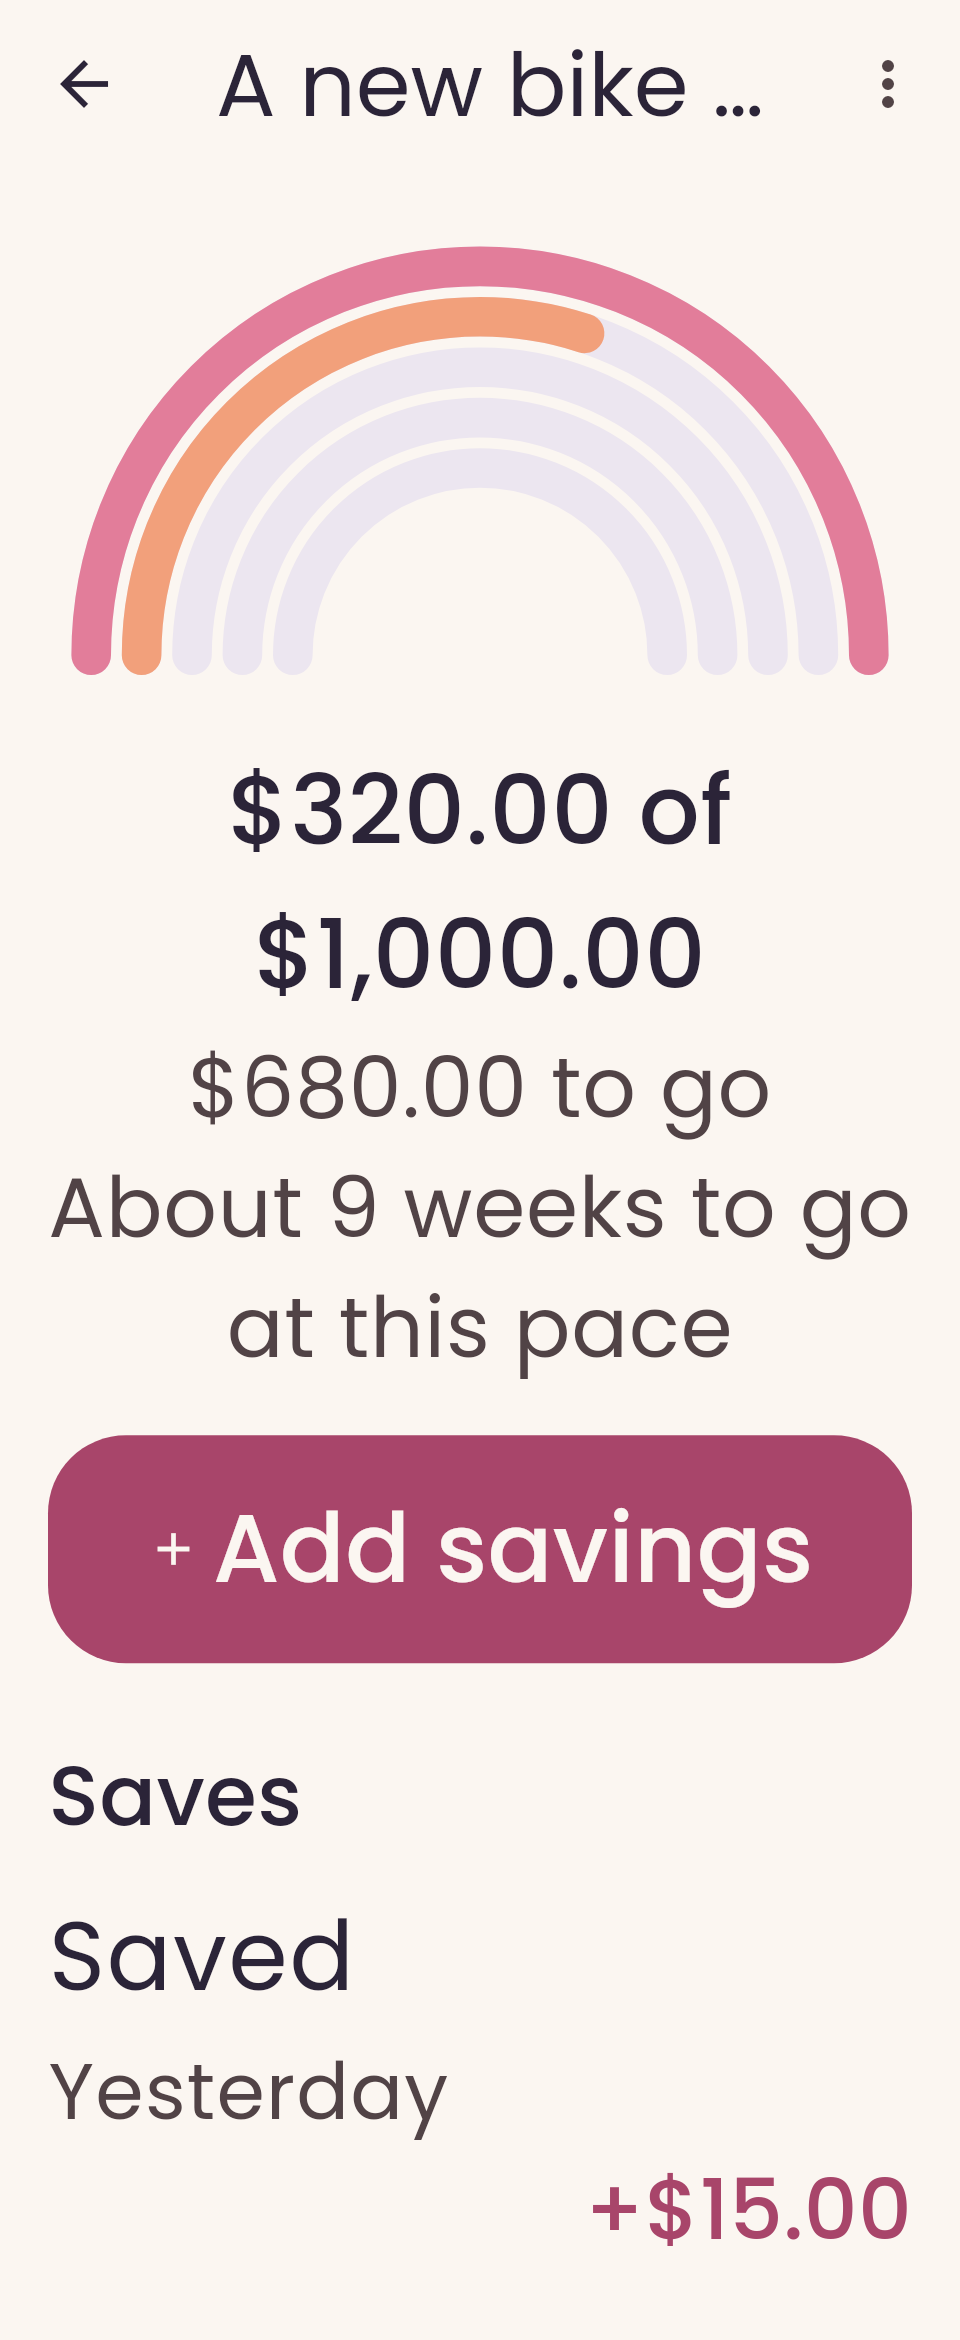 A new bike …
$320.00 of
$1,000.00
$680.00 to go
About 9 weeks to go
at this pace
+ Add savings
Saves
Saved
Yesterday
+$15.00